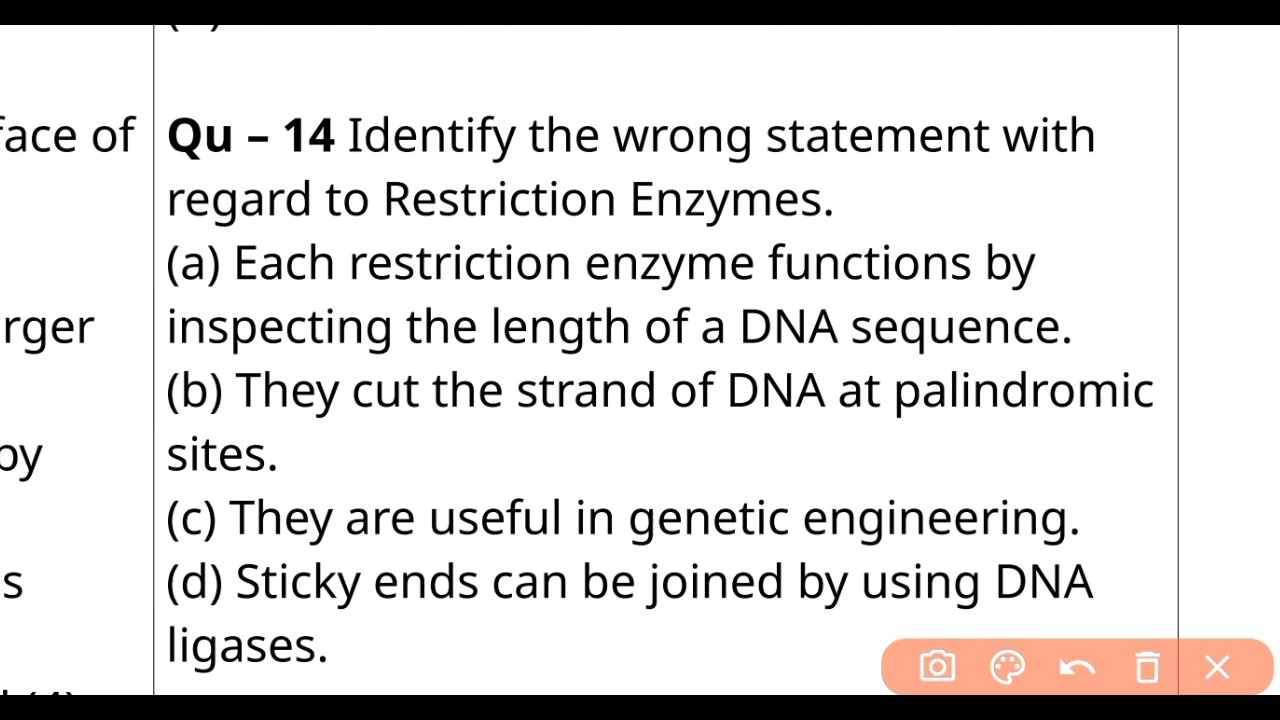 face of
rger
by
s
Qu – 14 Identify the wrong statement with
regard to Restriction Enzymes.
(a) Each restriction enzyme functions by
inspecting the length of a DNA sequence.
(b) They cut the strand of DNA at palindromic
sites.
(c) They are useful in genetic engineering.
(d) Sticky ends can be joined by using DNA
ligases.